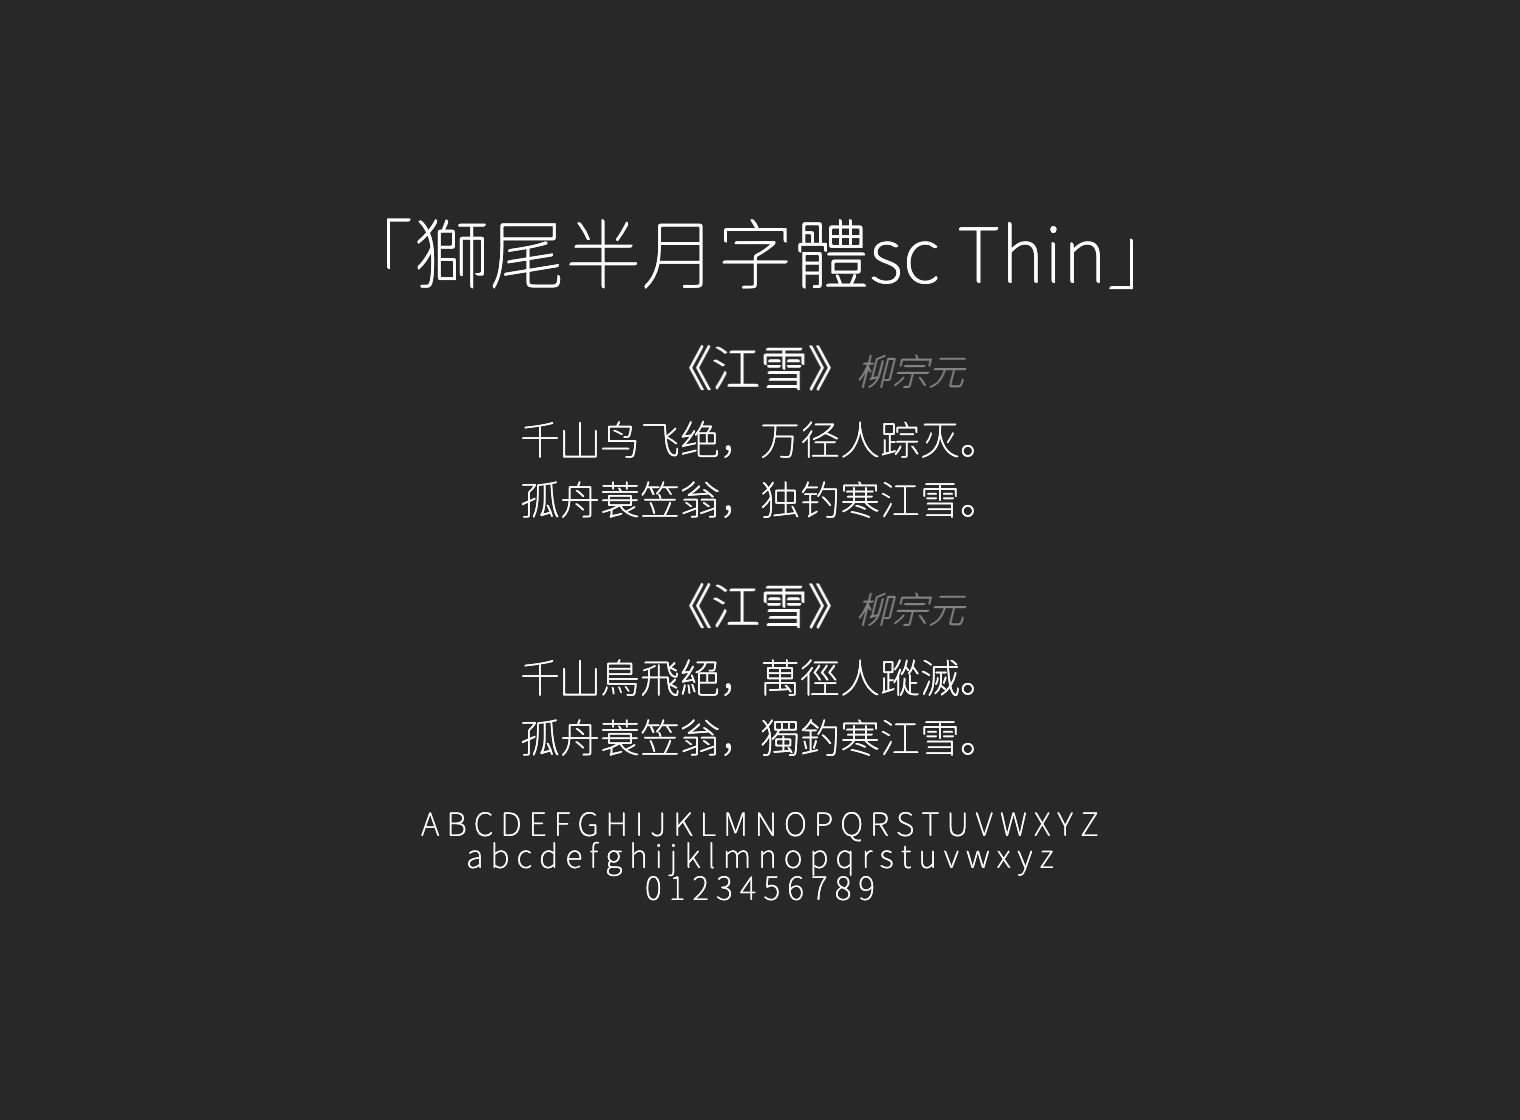 「獅尾半月字體sc Thin」
《江雪》 柳宗元
千山鸟飞绝，万径人踪灭。
孤舟蓑笠翁，独钓寒江雪。
《江雪》 柳宗元
千山鳥飛絕，萬徑人蹤滅。
孤舟蓑笠翁，獨釣寒江雪。
A B C D E F G H I J K L M N O P Q R S T U V W X Y Z
a b c d e f g h i j k l m n o p q r s t u v w x y z
0 1 2 3 4 5 6 7 8 9